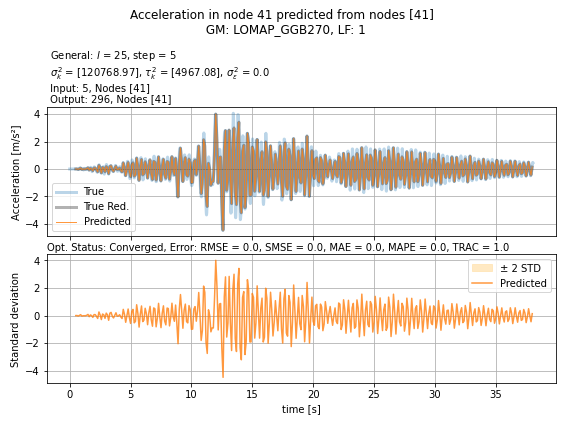 Acceleration in node 41 predicted from nodes [41]
GM: LOMAP_GGB270, LF: 1
General: l = 25, step = 5
σ²ₖ = [120768.97], τ²ₖ = [4967.08], σ²ε = 0.0
Input: 5, Nodes [41]
Output: 296, Nodes [41]
Acceleration [m/s²]
4
2
0
−2
−4
True
True Red.
Predicted
Opt. Status: Converged, Error: RMSE = 0.0, SMSE = 0.0, MAE = 0.0, MAPE = 0.0, TRAC = 1.0
Standard deviation
4
2
0
−2
−4
± 2 STD
Predicted
0 5 10 15 20 25 30 35
time [s]